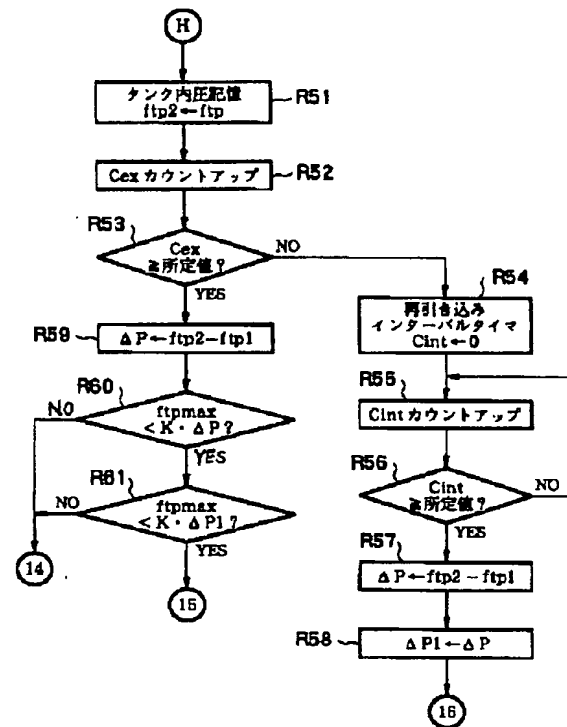 H
タンク内圧記憶
ftp2←ftp
R51
Cexカウントアップ
R52
R53
Cex
≧所定値?
NO
YES
R54
再引き込み
インターバルタイマ
Cint←0
R59
ΔP←ftp2−ftp1
R55
Cintカウントアップ
R60
ftpmax
<K・ΔP?
NO
YES
R56
Cint
≧所定値?
NO
YES
R61
ftpmax
<K・ΔP1?
NO
YES
R57
ΔP←ftp2−ftp1
14
15
R58
ΔP1←ΔP
16